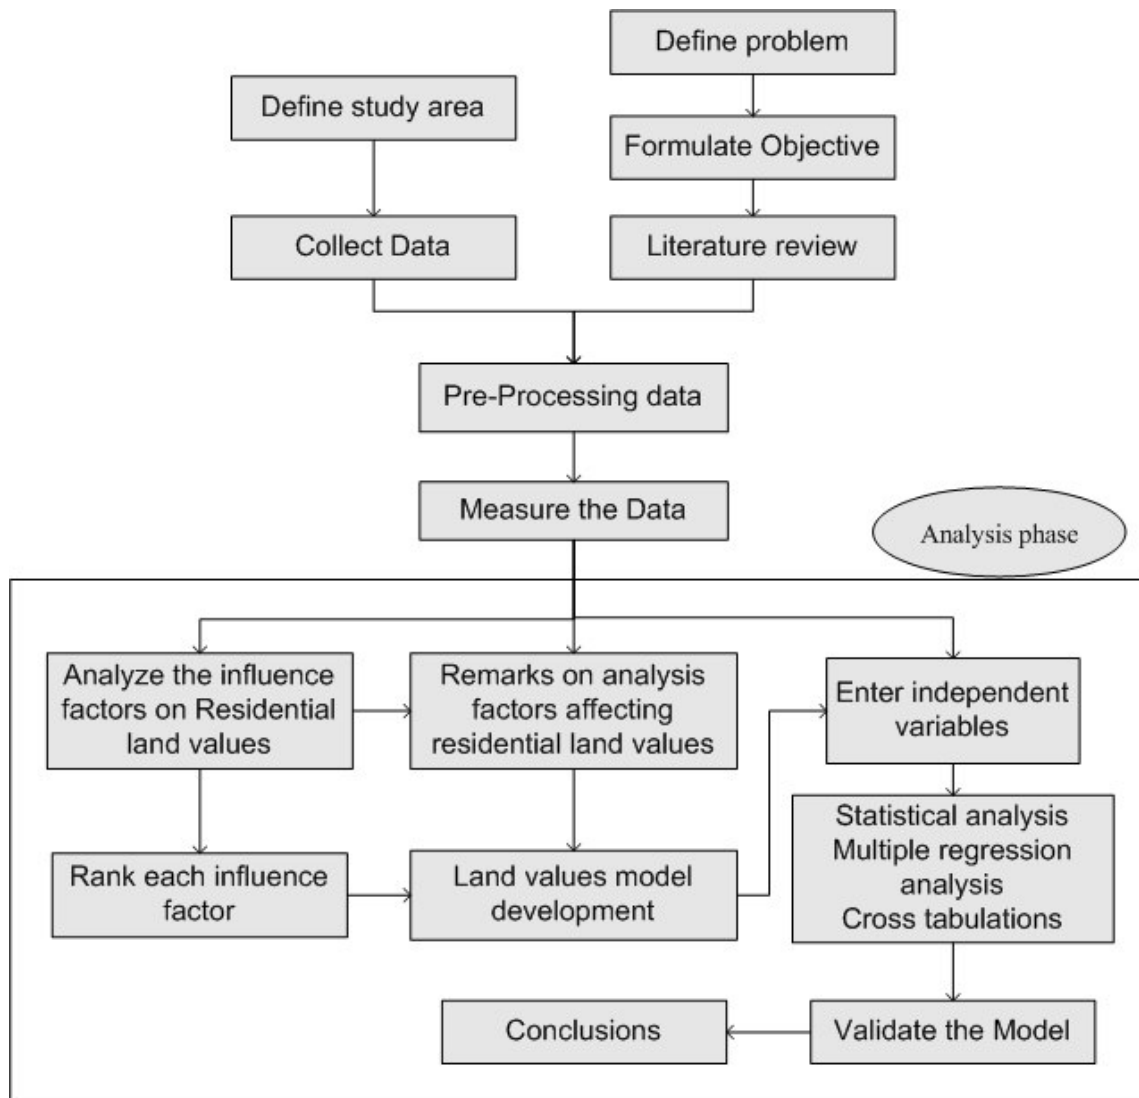 Define problem
Define study area
Formulate Objective
Collect Data
Literature review
Pre-Processing data
Measure the Data
Analysis phase
Analyze the influence
factors on Residential
land values
Remarks on analysis
factors affecting
residential land values
Enter independent
variables
Rank each influence
factor
Land values model
development
Statistical analysis
Multiple regression
analysis
Cross tabulations
Conclusions
Validate the Model